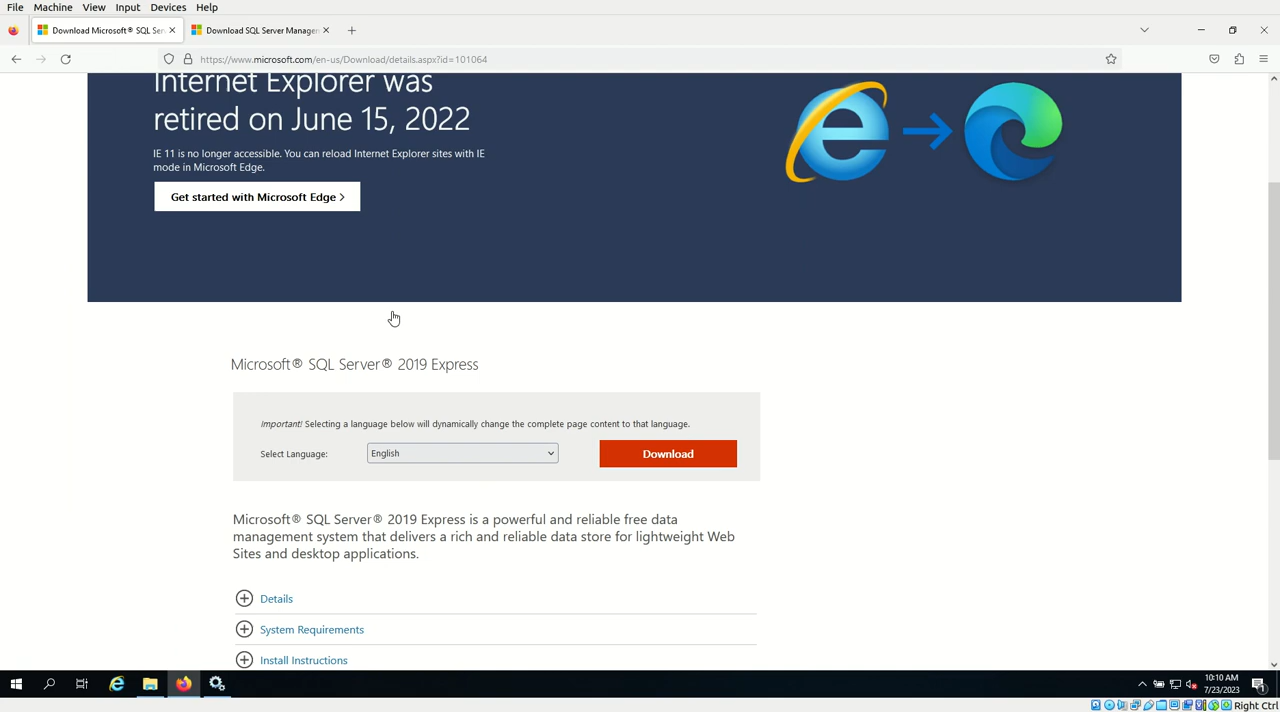 File Machine View Input Devices Help
Download Microsoft® SQL Ser
Download SQL Server Managem
https://www.microsoft.com/en-us/Download/details.aspx?id=101064
Internet Explorer was
retired on June 15, 2022
IE 11 is no longer accessible. You can reload Internet Explorer sites with IE
mode in Microsoft Edge.
Get started with Microsoft Edge >
Microsoft® SQL Server® 2019 Express
Important! Selecting a language below will dynamically change the complete page content to that language.
Select Language:
English
Download
Microsoft® SQL Server® 2019 Express is a powerful and reliable free data
management system that delivers a rich and reliable data store for lightweight Web
Sites and desktop applications.
Details
System Requirements
Install Instructions
10:10 AM
7/23/2023
1
Right Ctrl